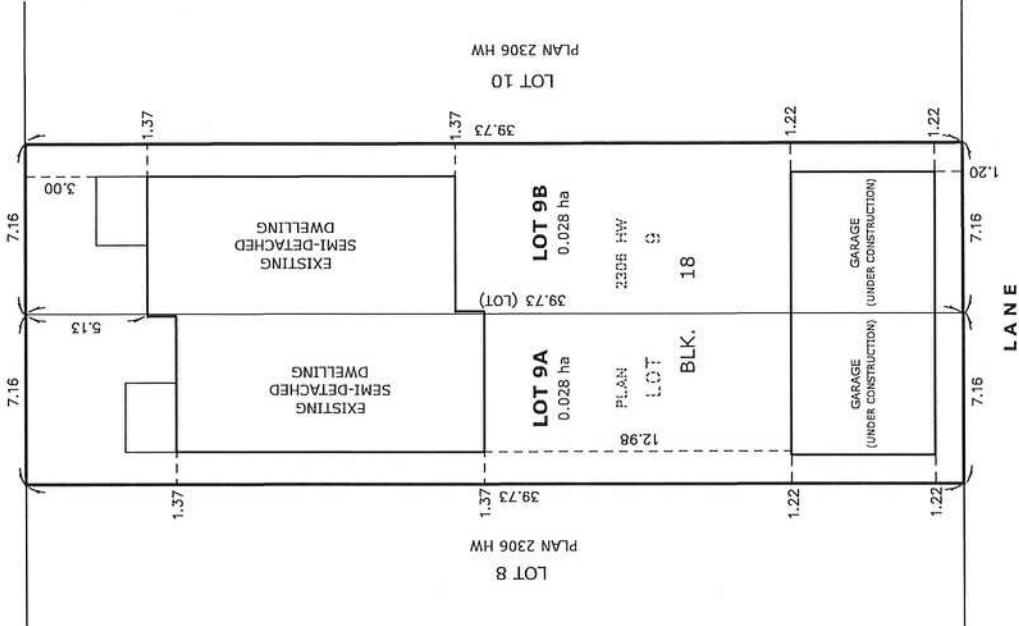 7.16
7.16
3.00
5.13
1.37
1.37
PLAN 2306 HW
LOT 10
EXISTING
SEMI-DETACHED
DWELLING
EXISTING
SEMI-DETACHED
DWELLING
1.37
1.37
39.73
39.73 (LOT)
39.73
LOT 9B
0.028 ha
LOT 9A
0.028 ha
2306 HW
9
18
PLAN
LOT
BLK.
12.98
PLAN 2306 HW
LOT 8
1.22
1.22
1.22
1.22
GARAGE
(UNDER CONSTRUCTION)
GARAGE
(UNDER CONSTRUCTION)
1.20
7.16
7.16
LANE